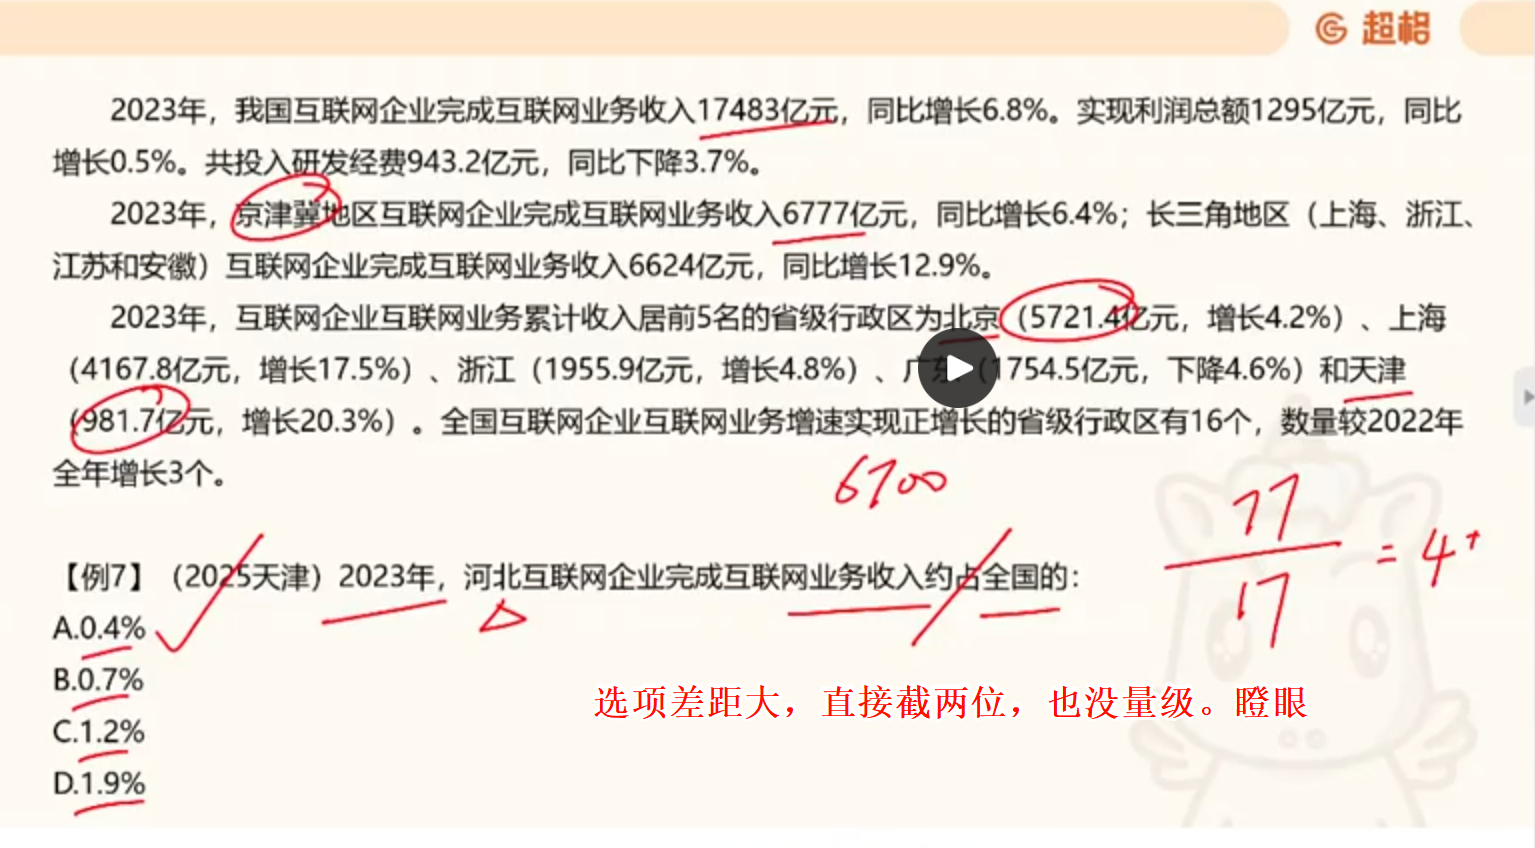 超格
2023年，我国互联网企业完成互联网业务收入17483亿元，同比增长6.8%。实现利润总额1295亿元，同比
增长0.5%。共投入研发经费943.2亿元，同比下降3.7%。
2023年，京津冀地区互联网企业完成互联网业务收入6777亿元，同比增长6.4%；长三角地区（上海、浙江、
江苏和安徽）互联网企业完成互联网业务收入6624亿元，同比增长12.9%。
2023年，互联网企业互联网业务累计收入居前5名的省级行政区为北京（5721.4亿元，增长4.2%）、上海
（4167.8亿元，增长17.5%）、浙江（1955.9亿元，增长4.8%）、广东（1754.5亿元，下降4.6%）和天津
（981.7亿元，增长20.3%）。全国互联网企业互联网业务增速实现正增长的省级行政区有16个，数量较2022年
全年增长3个。
6700
77
= 4+
17
【例7】（2025天津）2023年，河北互联网企业完成互联网业务收入约占全国的：
A.0.4%
B.0.7%
选项差距大，直接截两位，也没量级。瞪眼
C.1.2%
D.1.9%